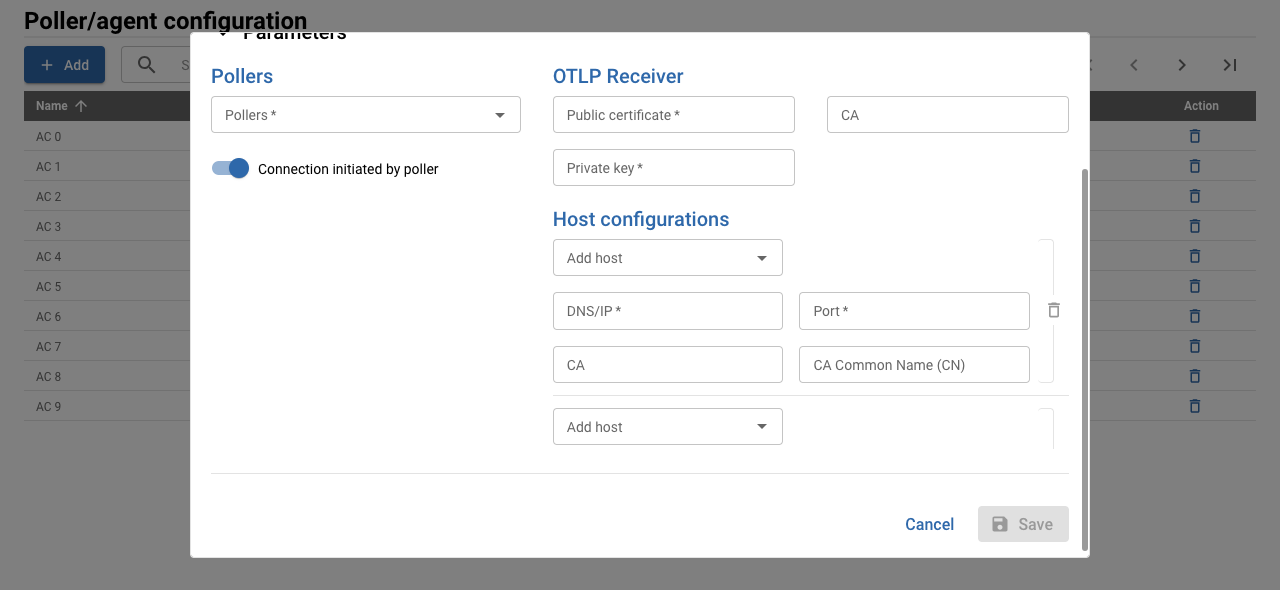 Poller/agent configuration
Parameters
Add
S
Name
Action
AC 0
AC 1
AC 2
AC 3
AC 4
AC 5
AC 6
AC 7
AC 8
AC 9
Pollers
Pollers *
Connection initiated by poller
OTLP Receiver
Public certificate *
CA
Private key *
Host configurations
Add host
DNS/IP *
Port *
CA
CA Common Name (CN)
Add host
Cancel
Save